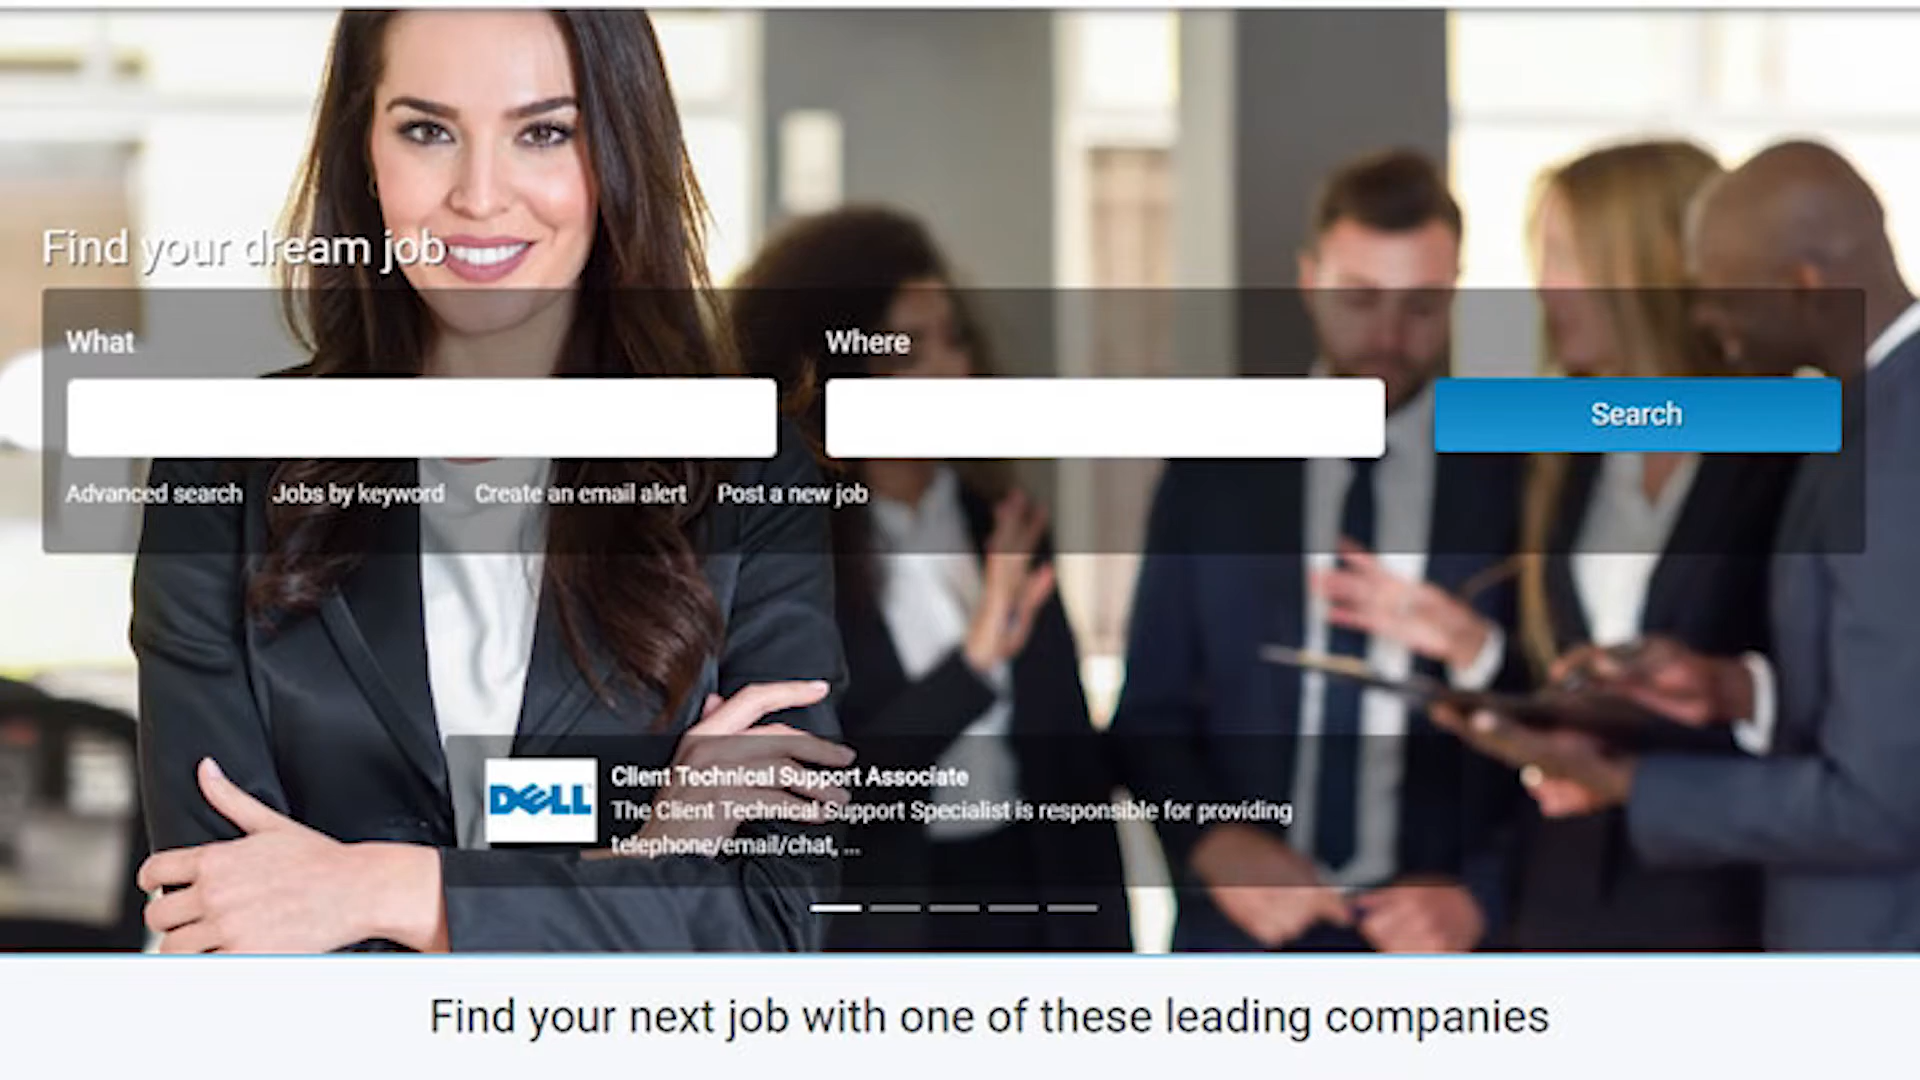 Find your dream job
What
Where
Search
Advanced search Jobs by keyword Create an email alert Post a new job
DELL
Client Technical Support Associate
The Client Technical Support Specialist is responsible for providing
telephone/email/chat, ...
Find your next job with one of these leading companies